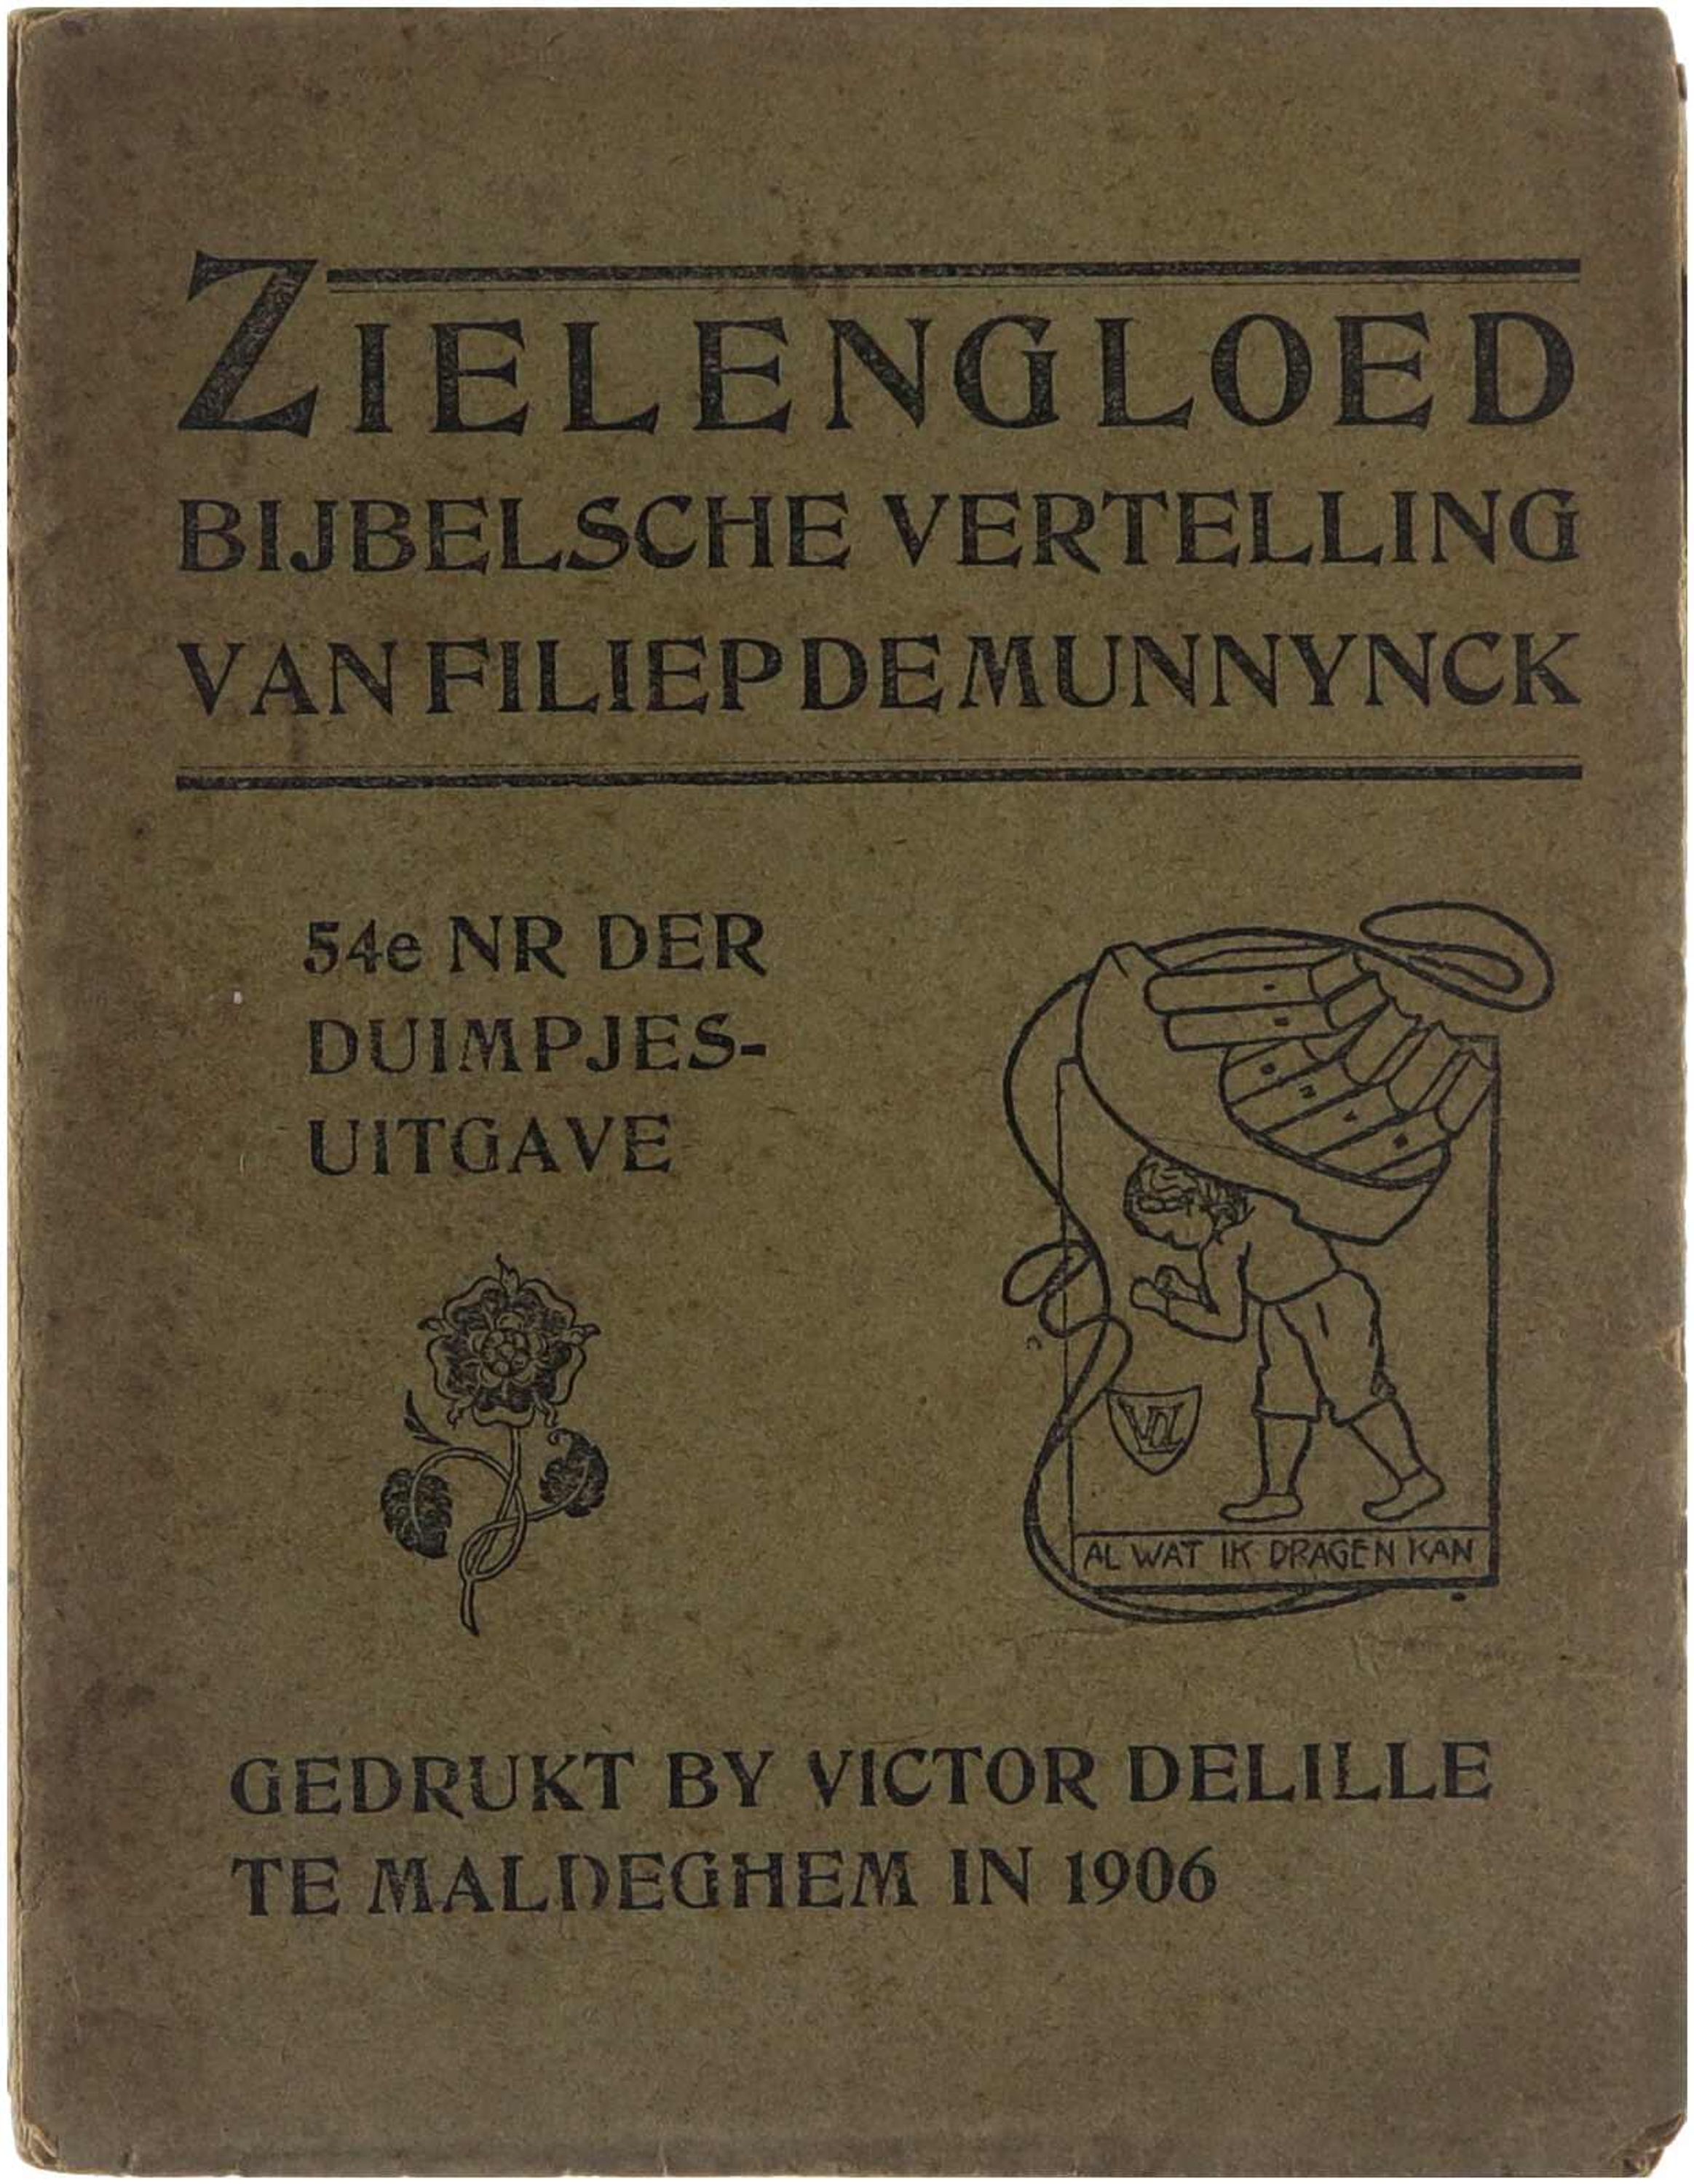 ZIELENGLOED
BIJBELSCHE VERTELLING
VAN FILIEP DE MUNNYNCK
54e NR DER
DUIMPJES-
UITGAVE
VL
AL WAT IK DRAGEN KAN
GEDRUKT BY VICTOR DELILLE
TE MALDEGHEM IN 1906